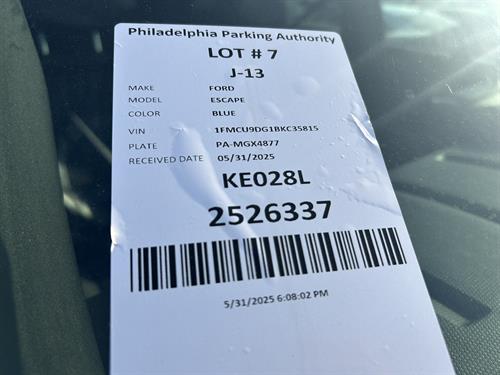 Philadelphia Parking Authority
LOT # 7
J-13
MAKE FORD
MODEL ESCAPE
COLOR BLUE
VIN 1FMCU9DG1BKC35815
PLATE PA-MGX4877
RECEIVED DATE 05/31/2025
KE028L
2526337
5/31/2025 6:08:02 PM